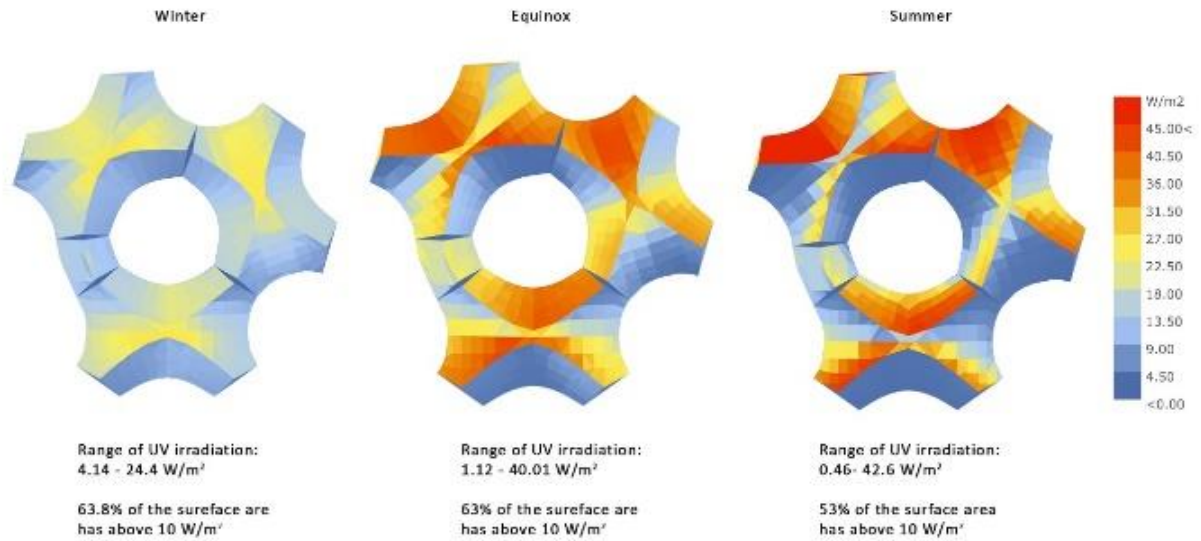 Winter
Equinox
Summer
W/m2
45.00<
40.50
36.00
31.50
27.00
22.50
18.00
13.50
9.00
4.50
<0.00
Range of UV irradiation:
4.14 - 24.4 W/m²
63.8% of the sureface are
has above 10 W/m²
Range of UV irradiation:
1.12 - 40.01 W/m²
63% of the sureface are
has above 10 W/m²
Range of UV irradiation:
0.46- 42.6 W/m²
53% of the surface area
has above 10 W/m²